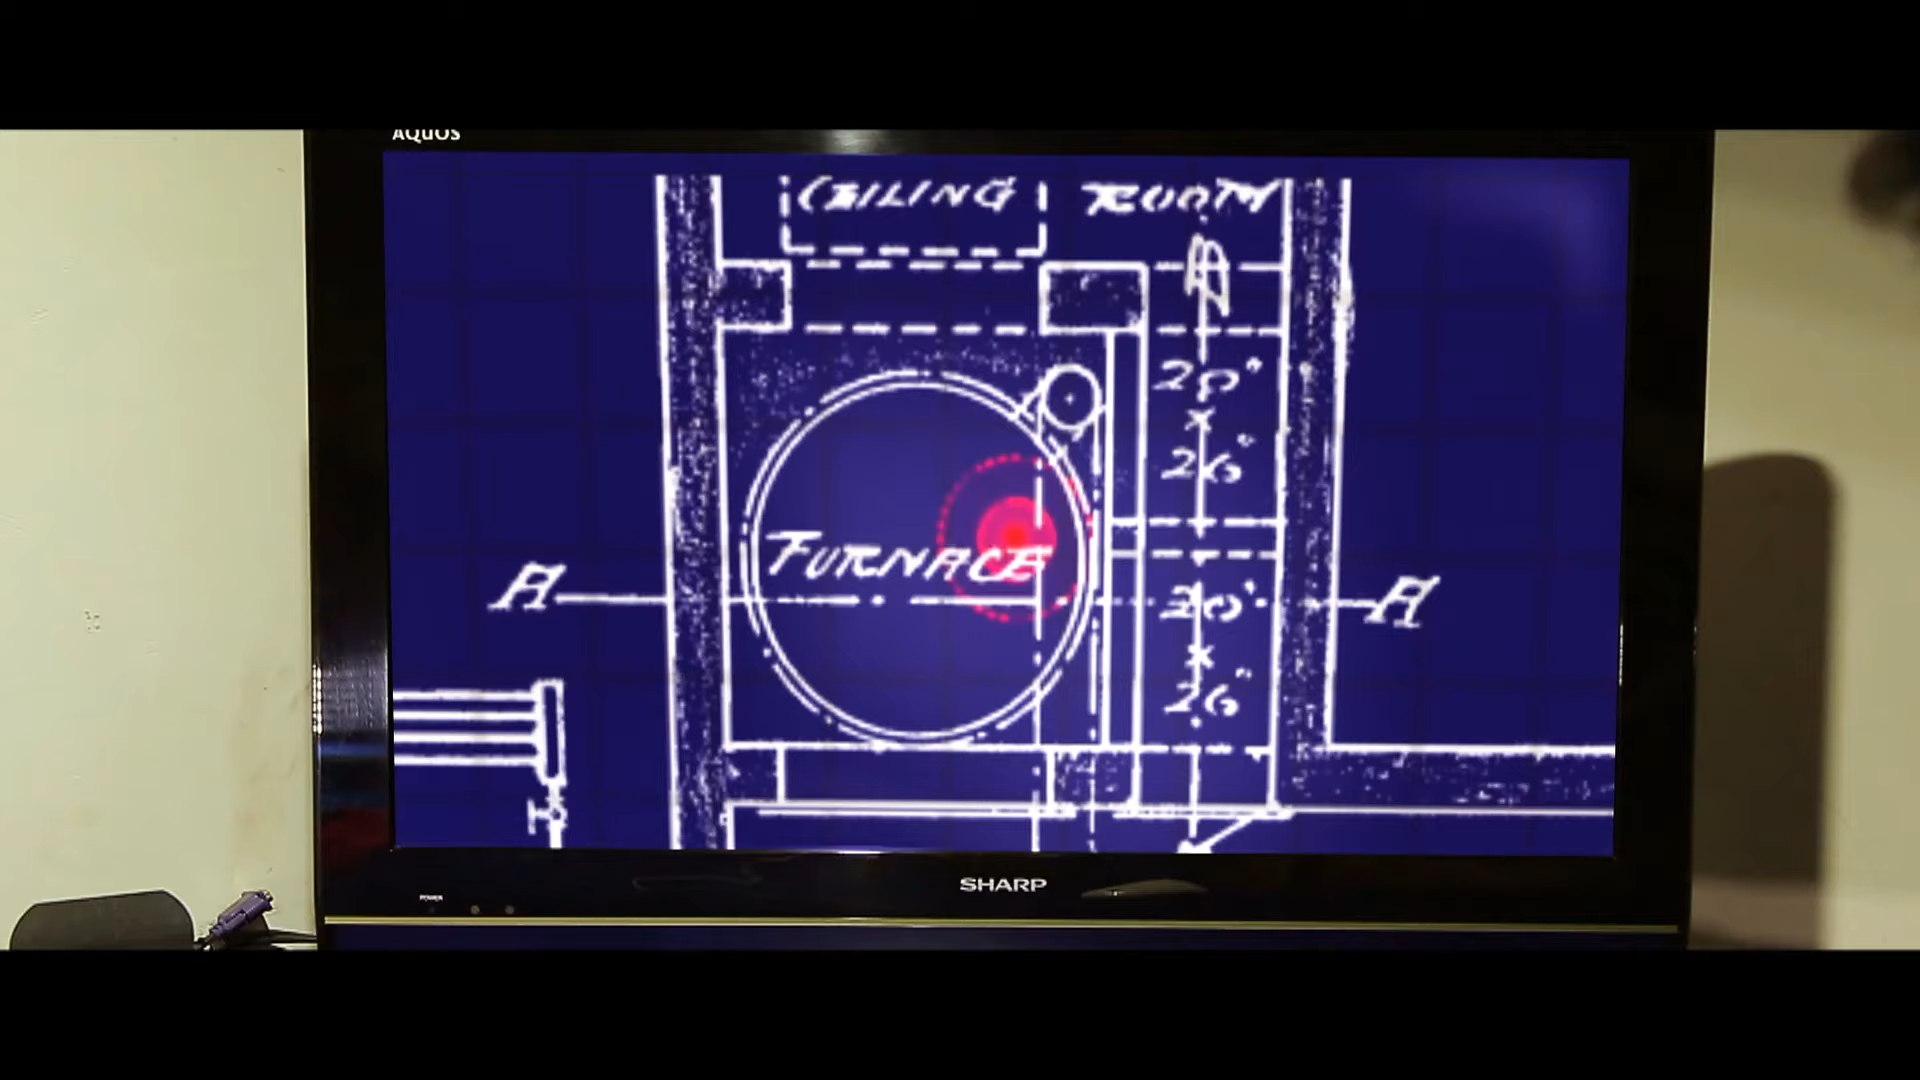 AQUOS
CEILING ROOM
20"
x
26"
FURNACE
A A
20"
x
26"
SHARP
POWER